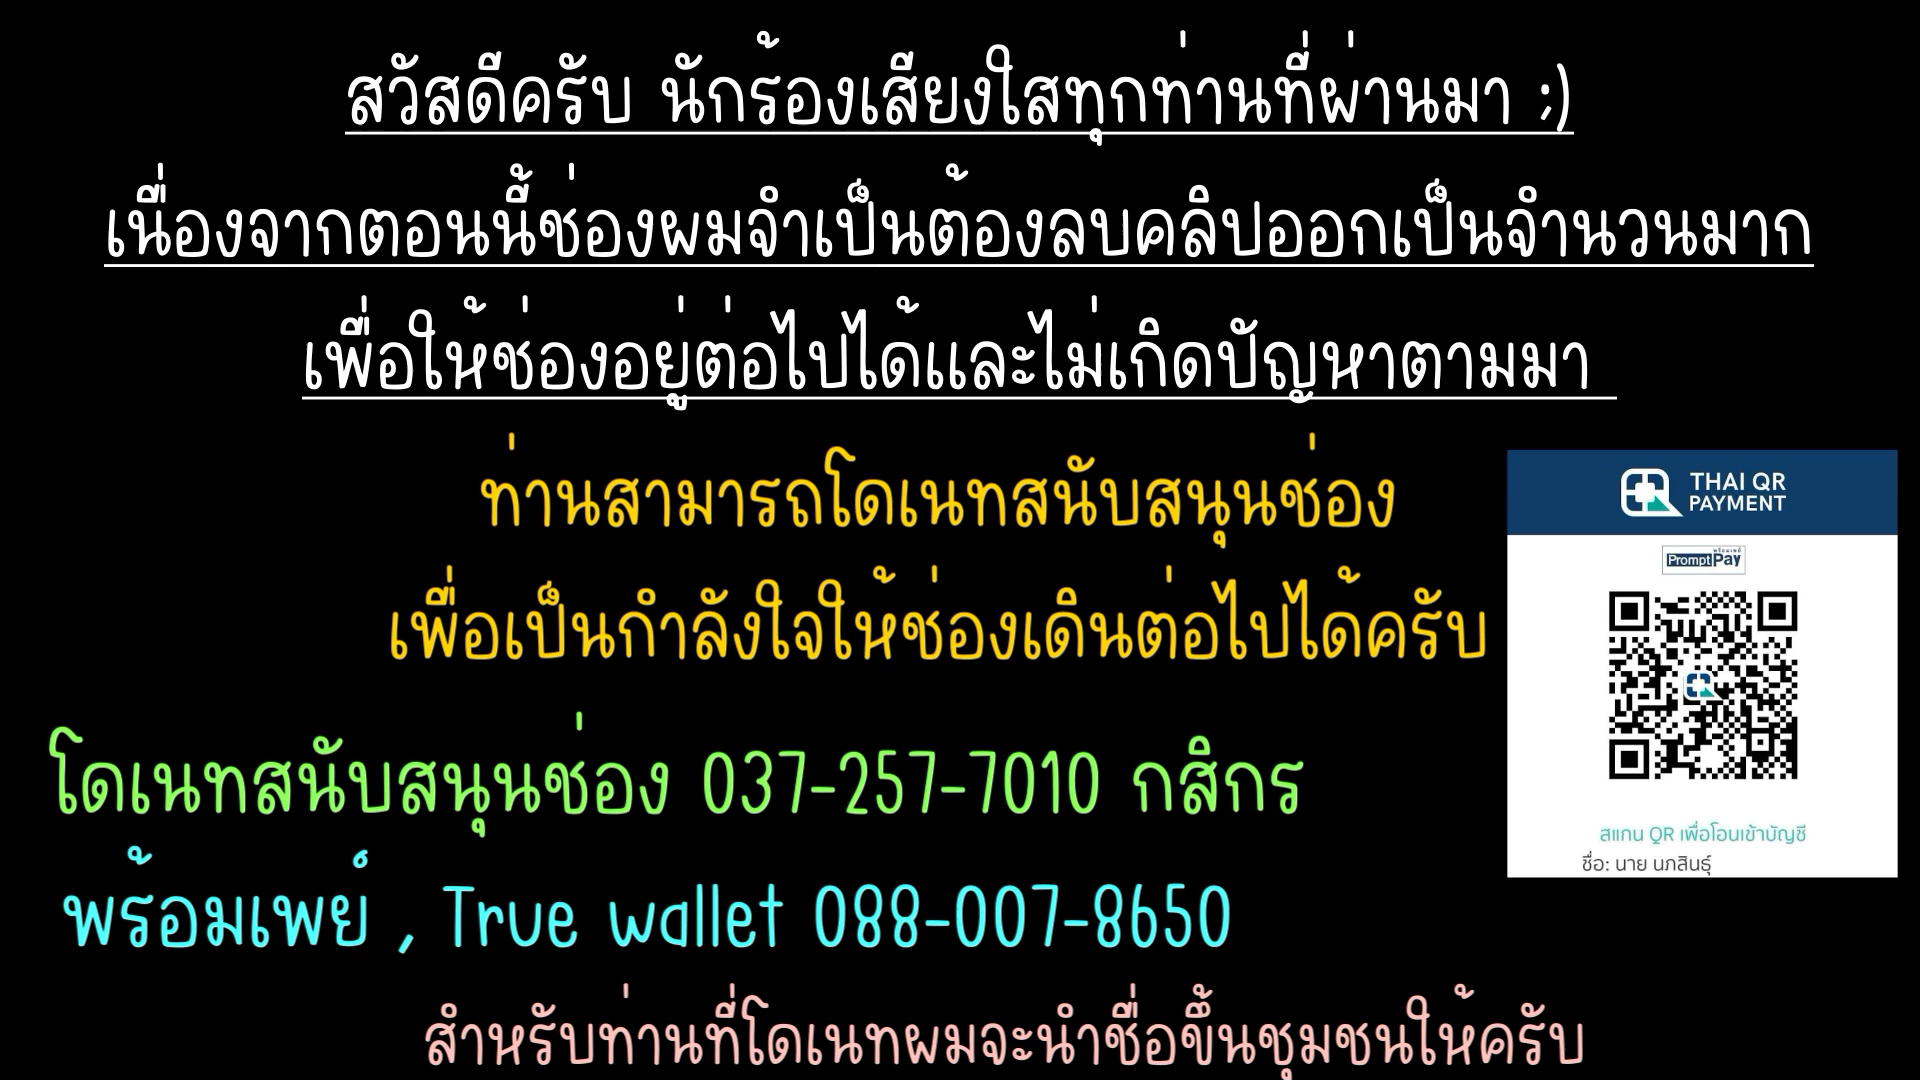 สวัสดีครับ นักร้องเสียงใสทุกท่านที่ผ่านมา ;)
เนื่องจากตอนนี้ช่องผมจำเป็นต้องลบคลิปออกเป็นจำนวนมาก
เพื่อให้ช่องอยู่ต่อไปได้และไม่เกิดปัญหาตามมา
ท่านสามารถโดเนทสนับสนุนช่อง
เพื่อเป็นกำลังใจให้ช่องเดินต่อไปได้ครับ
THAI QR
PAYMENT
พร้อมเพย์
PromptPay
สแกน QR เพื่อโอนเข้าบัญชี
ชื่อ: นาย นภสินธุ์
โดเนทสนับสนุนช่อง 037-257-7010 กสิกร
พร้อมเพย์ , True wallet 088-007-8650
สำหรับท่านที่โดเนทผมจะนำชื่อขึ้นชุมชนให้ครับ